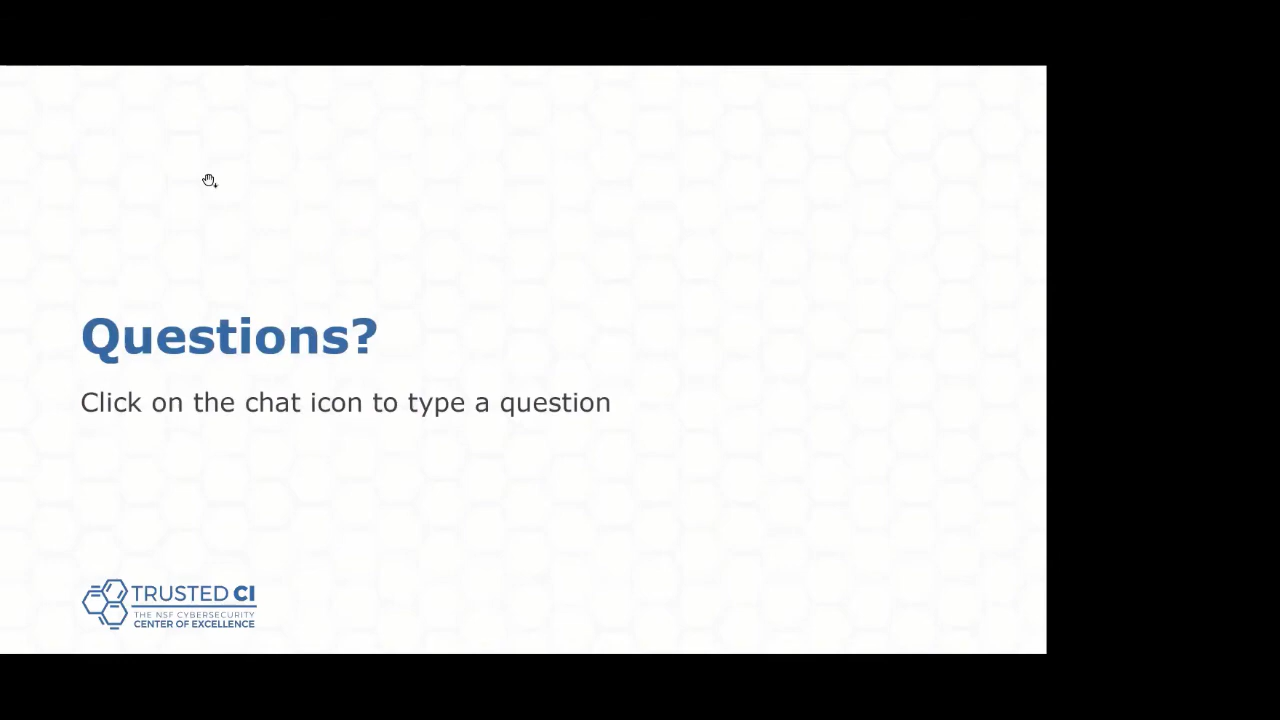 Questions?
Click on the chat icon to type a question
TRUSTED CI
THE NSF CYBERSECURITY
CENTER OF EXCELLENCE